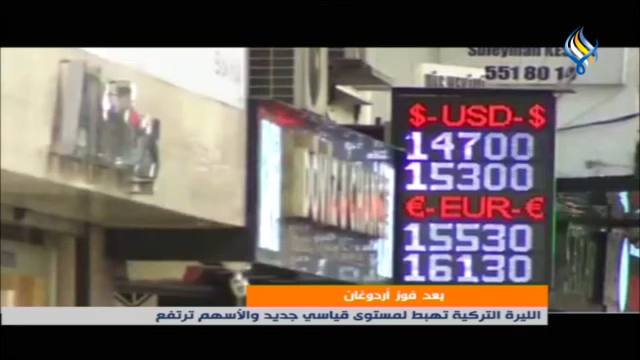 551 80 14
$-USD-$
14700
15300
€-EUR-€
15530
16130
بعد فوز أردوغان
الليرة التركية تهبط لمستوى قياسي جديد والأسهم ترتفع